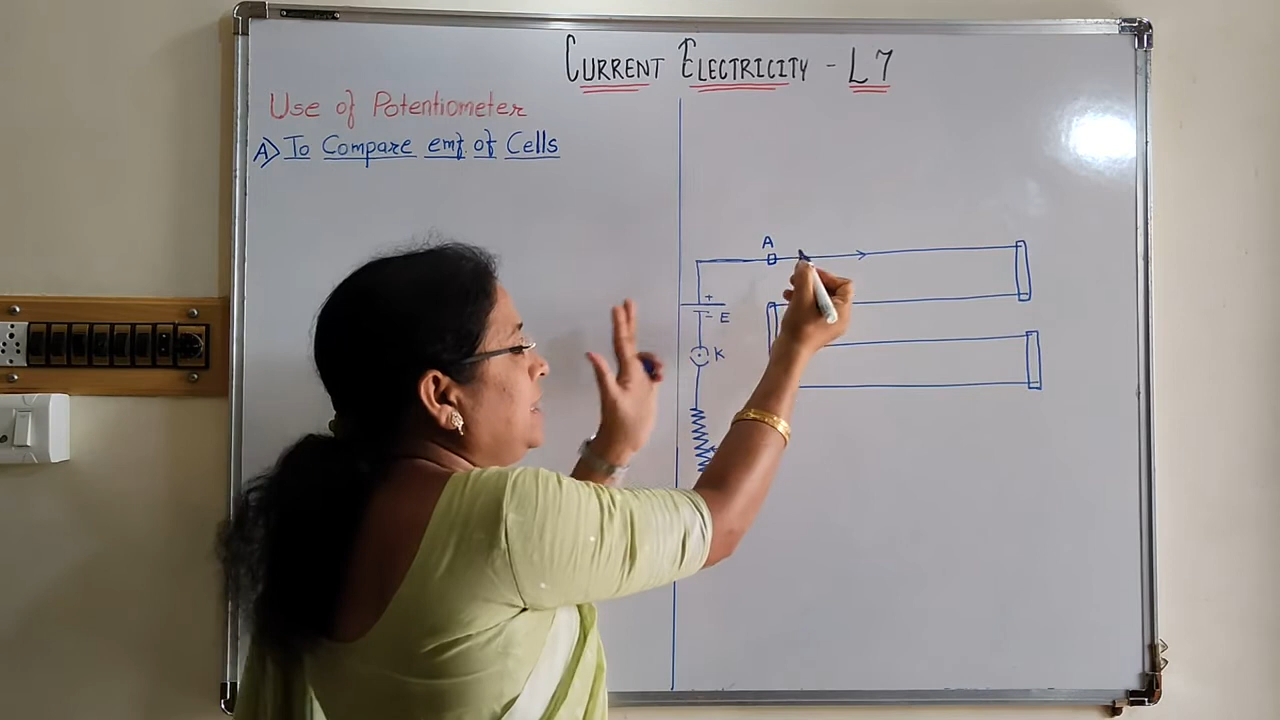 CURRENT ELECTRICITY - L7
Use of Potentiometer
A) To Compare emf. of Cells
A
+
- E
K